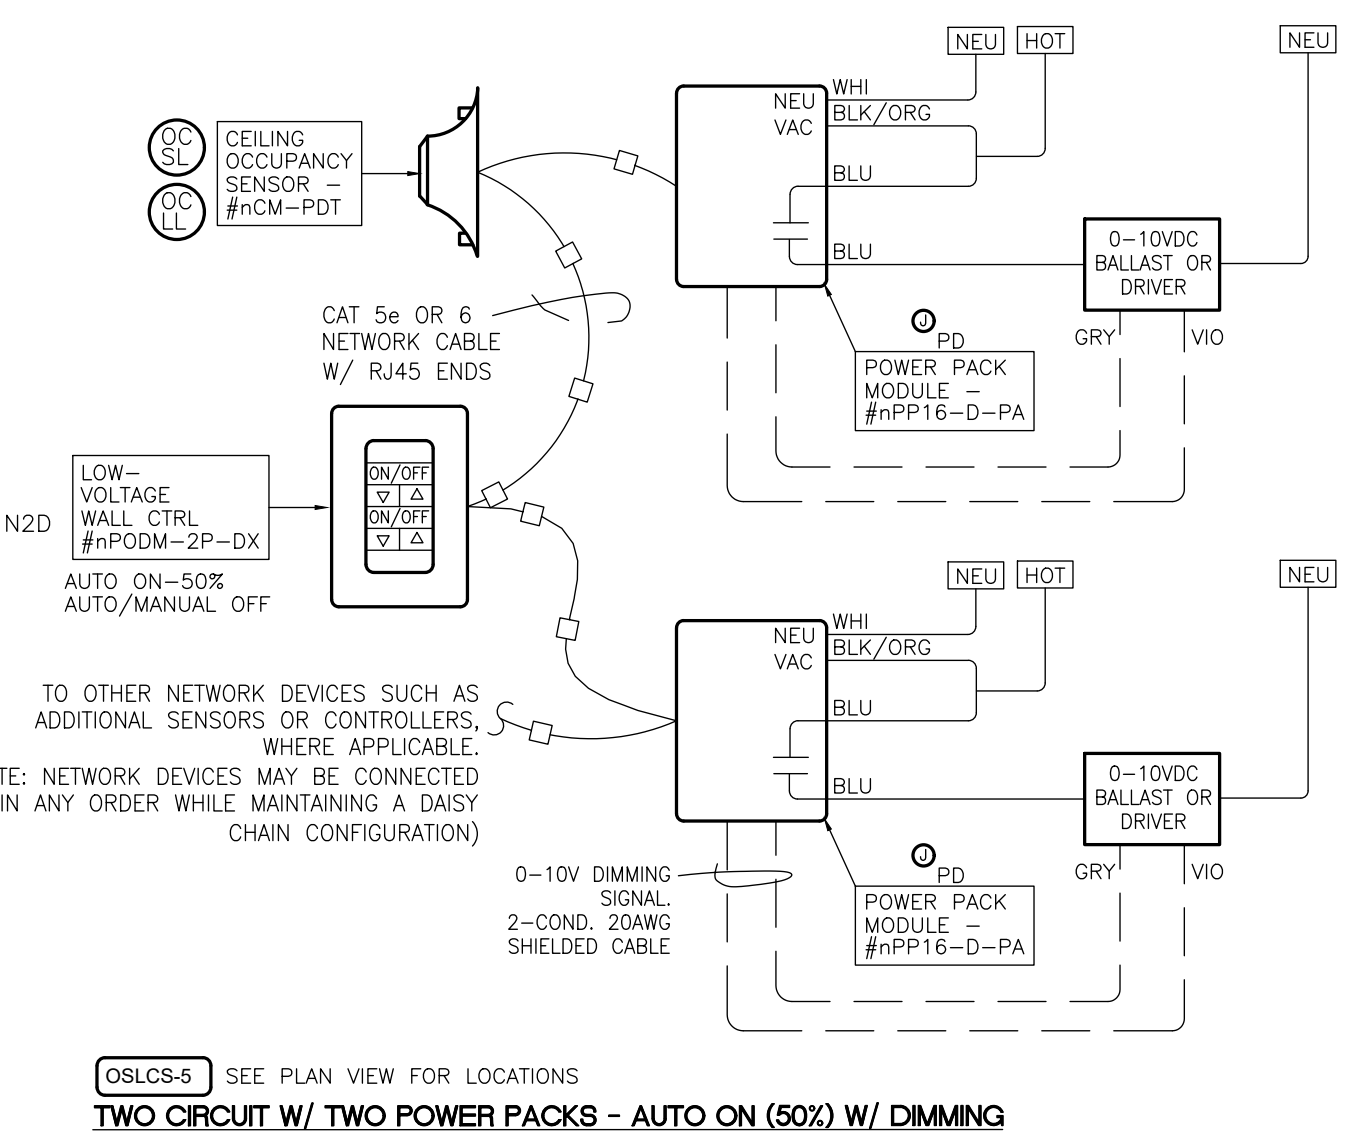 NEU
HOT
NEU
WHI
NEU
BLK/ORG
VAC
OC
SL
OC
LL
CEILING
OCCUPANCY
SENSOR –
#nCM–PDT
BLU
BLU
0–10VDC
BALLAST OR
DRIVER
CAT 5e OR 6
NETWORK CABLE
W/ RJ45 ENDS
J
PD
GRY
VIO
POWER PACK
MODULE –
#nPP16–D–PA
N2D
LOW–
VOLTAGE
WALL CTRL
#nPODM–2P–DX
AUTO ON–50%
AUTO/MANUAL OFF
ON/OFF
ON/OFF
NEU
HOT
NEU
WHI
NEU
BLK/ORG
VAC
BLU
BLU
0–10VDC
BALLAST OR
DRIVER
TO OTHER NETWORK DEVICES SUCH AS
ADDITIONAL SENSORS OR CONTROLLERS,
WHERE APPLICABLE.
TE: NETWORK DEVICES MAY BE CONNECTED
IN ANY ORDER WHILE MAINTAINING A DAISY
CHAIN CONFIGURATION)
0–10V DIMMING
SIGNAL.
2–COND. 20AWG
SHIELDED CABLE
J
PD
GRY
VIO
POWER PACK
MODULE –
#nPP16–D–PA
OSLCS-5 SEE PLAN VIEW FOR LOCATIONS
TWO CIRCUIT W/ TWO POWER PACKS - AUTO ON (50%) W/ DIMMING